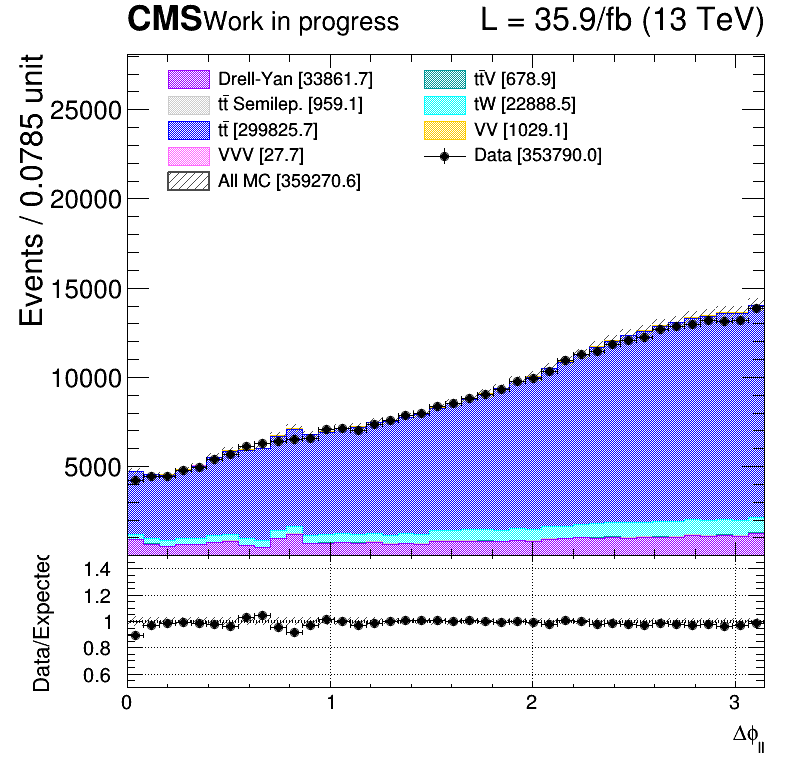 CMS Work in progress L = 35.9/fb (13 TeV)
Events / 0.0785 unit
Drell-Yan [33861.7]
tt̄ Semilep. [959.1]
tt̄ [299825.7]
VVV [27.7]
All MC [359270.6]
tt̄V [678.9]
tW [22888.5]
VV [1029.1]
Data [353790.0]
25000
20000
15000
10000
5000
Data/Expected
1.4
1.2
1
0.8
0.6
0 1 2 3
Δϕ_ll